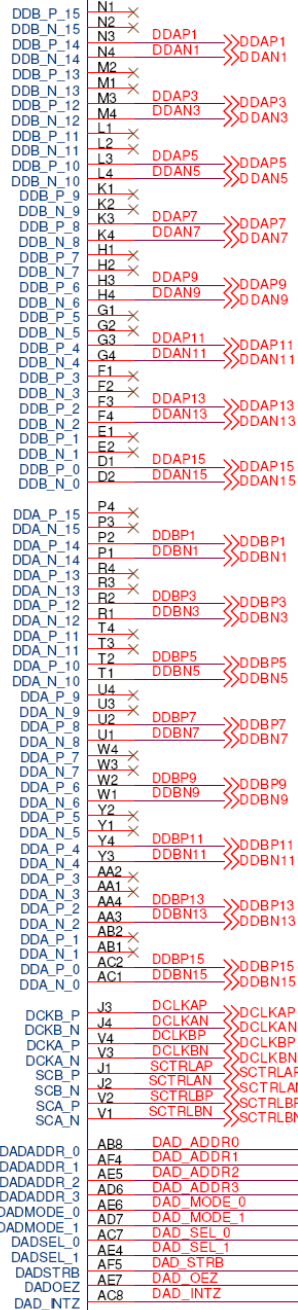 DDB_P_15 N1
DDB_N_15 N2
DDB_P_14 N3 DDAP1 DDAP1
DDB_N_14 N4 DDAN1 DDAN1
DDB_P_13 M2
DDB_N_13 M1
DDB_P_12 M3 DDAP3 DDAP3
DDB_N_12 M4 DDAN3 DDAN3
DDB_P_11 L1
DDB_N_11 L2
DDB_P_10 L3 DDAP5 DDAP5
DDB_N_10 L4 DDAN5 DDAN5
DDB_P_9 K1
DDB_N_9 K2
DDB_P_8 K3 DDAP7 DDAP7
DDB_N_8 K4 DDAN7 DDAN7
DDB_P_7 H1
DDB_N_7 H2
DDB_P_6 H3 DDAP9 DDAP9
DDB_N_6 H4 DDAN9 DDAN9
DDB_P_5 G1
DDB_N_5 G2
DDB_P_4 G3 DDAP11 DDAP11
DDB_N_4 G4 DDAN11 DDAN11
DDB_P_3 F1
DDB_N_3 F2
DDB_P_2 F3 DDAP13 DDAP13
DDB_N_2 F4 DDAN13 DDAN13
DDB_P_1 E1
DDB_N_1 E2
DDB_P_0 D1 DDAP15 DDAP15
DDB_N_0 D2 DDAN15 DDAN15
DDA_P_15 P4
DDA_N_15 P3
DDA_P_14 P2 DDBP1 DDBP1
DDA_N_14 P1 DDBN1 DDBN1
DDA_P_13 R4
DDA_N_13 R3
DDA_P_12 R2 DDBP3 DDBP3
DDA_N_12 R1 DDBN3 DDBN3
DDA_P_11 T4
DDA_N_11 T3
DDA_P_10 T2 DDBP5 DDBP5
DDA_N_10 T1 DDBN5 DDBN5
DDA_P_9 U4
DDA_N_9 U3
DDA_P_8 U2 DDBP7 DDBP7
DDA_N_8 U1 DDBN7 DDBN7
DDA_P_7 W4
DDA_N_7 W3
DDA_P_6 W2 DDBP9 DDBP9
DDA_N_6 W1 DDBN9 DDBN9
DDA_P_5 Y2
DDA_N_5 Y1
DDA_P_4 Y4 DDBP11 DDBP11
DDA_N_4 Y3 DDBN11 DDBN11
DDA_P_3 AA2
DDA_N_3 AA1
DDA_P_2 AA4 DDBP13 DDBP13
DDA_N_2 AA3 DDBN13 DDBN13
DDA_P_1 AB2
DDA_N_1 AB1
DDA_P_0 AC2 DDBP15 DDBP15
DDA_N_0 AC1 DDBN15 DDBN15
DCKB_P J3 DCLKAP DCLKAP
DCKB_N J4 DCLKAN DCLKAN
DCKA_P V4 DCLKBP DCLKBP
DCKA_N V3 DCLKBN DCLKBN
SCB_P J1 SCTRLAP SCTRLAP
SCB_N J2 SCTRLAN SCTRLAN
SCA_P V2 SCTRLBP SCTRLBP
SCA_N V1 SCTRLBN SCTRLBN
DADADDR_0 AB8 DAD_ADDR0
DADADDR_1 AF4 DAD_ADDR1
DADADDR_2 AE5 DAD_ADDR2
DADADDR_3 AD6 DAD_ADDR3
DADMODE_0 AE6 DAD_MODE_0
DADMODE_1 AD7 DAD_MODE_1
DADSEL_0 AC7 DAD_SEL_0
DADSEL_1 AE4 DAD_SEL_1
DADSTRB AF5 DAD_STRB
DADOEZ AE7 DAD_OEZ
DAD_INTZ AC8 DAD_INTZ